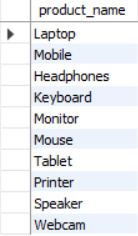 product_name
Laptop
Mobile
Headphones
Keyboard
Monitor
Mouse
Tablet
Printer
Speaker
Webcam